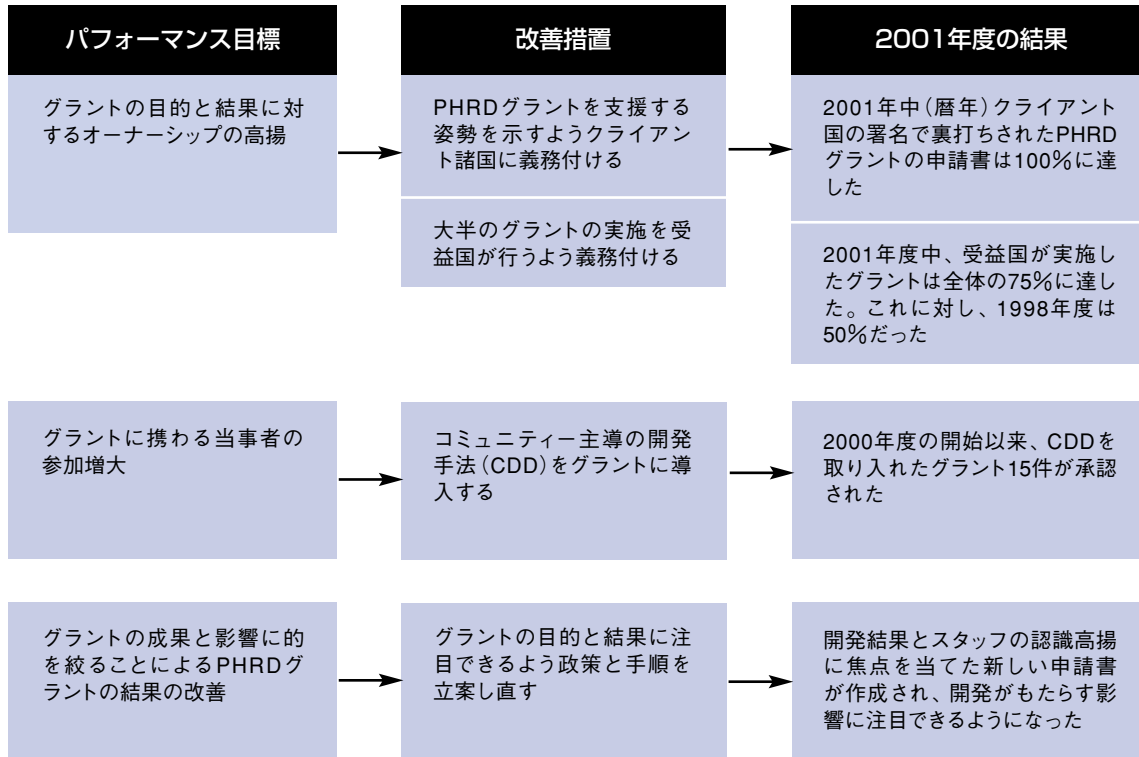 パフォーマンス目標
改善措置
2001年度の結果
グラントの目的と結果に対
するオーナーシップの高揚
PHRDグラントを支援する
姿勢を示すようクライアン
ト諸国に義務付ける
大半のグラントの実施を受
益国が行うよう義務付ける
2001年中(暦年)クライアント
国の署名で裏打ちされたPHRD
グラントの申請書は100%に達
した
2001年度中、受益国が実施し
たグラントは全体の75%に達し
た。これに対し、1998年度は
50%だった
グラントに携わる当事者の
参加増大
コミュニティー主導の開発
手法(CDD)をグラントに導
入する
2000年度の開始以来、CDDを
取り入れたグラント15件が承認
された
グラントの成果と影響に的
を絞ることによるPHRDグ
ラントの結果の改善
グラントの目的と結果に注
目できるよう政策と手順を
立案し直す
開発結果とスタッフの認識高揚
に焦点を当てた新しい申請書
が作成され、開発がもたらす影
響に注目できるようになった